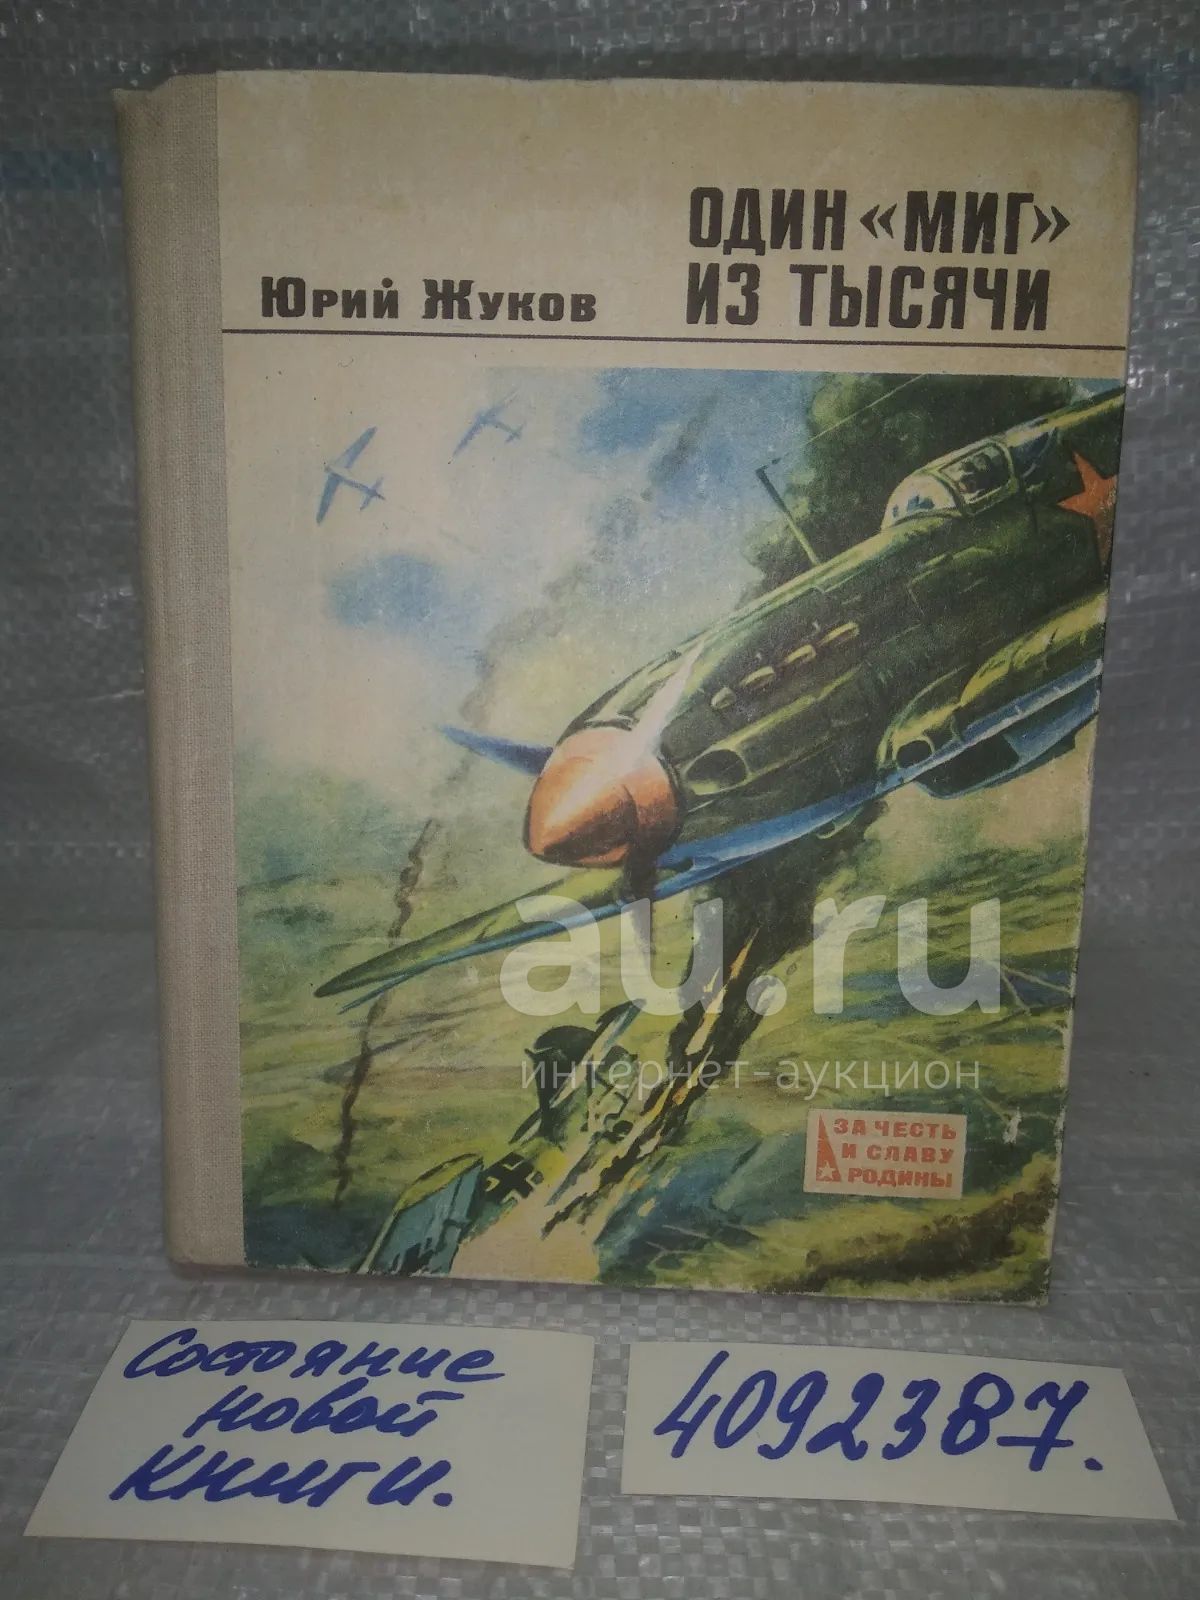 ОДИН «МИГ»
ИЗ ТЫСЯЧИ
Юрий Жуков
au.ru
интернет-аукцион
ЗА ЧЕСТЬ
И СЛАВУ
РОДИНЫ
Состояние
новой
книги.
4092387.